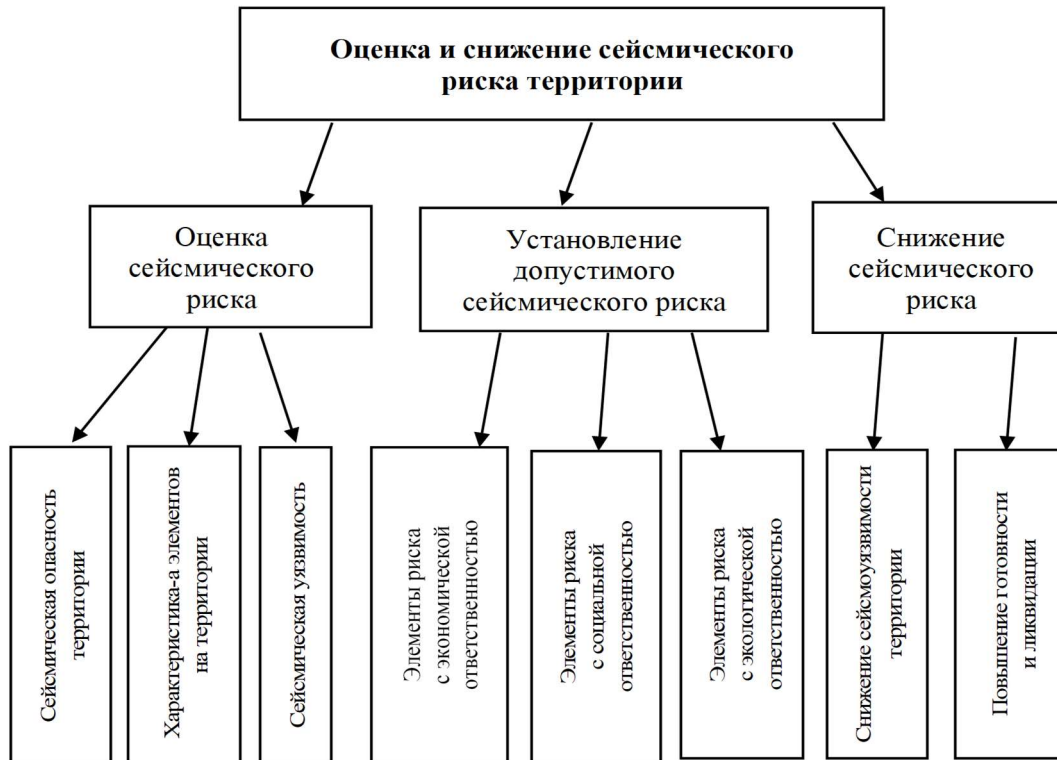 Оценка и снижение сейсмического
риска территории
Оценка
сейсмического
риска
Установление
допустимого
сейсмического риска
Снижение
сейсмического
риска
Сейсмическая опасность
территории
Характеристика-а элементов
на территории
Сейсмическая уязвимость
Элементы риска
с экономической
ответственностью
Элементы риска
с социальной
ответственностью
Элементы риска
с экологической
ответственностью
Снижение сейсмоуязвимости
территории
Повышение готовности
и ликвидации